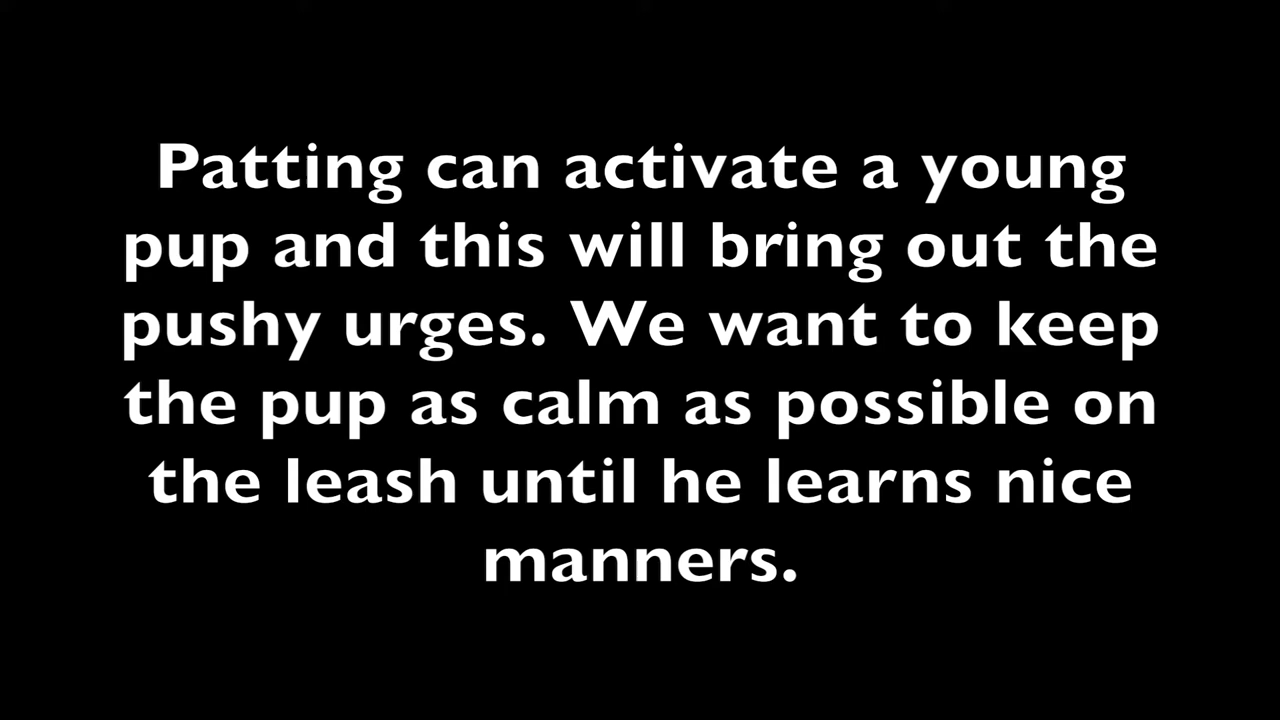 Patting can activate a young
pup and this will bring out the
pushy urges. We want to keep
the pup as calm as possible on
the leash until he learns nice
manners.